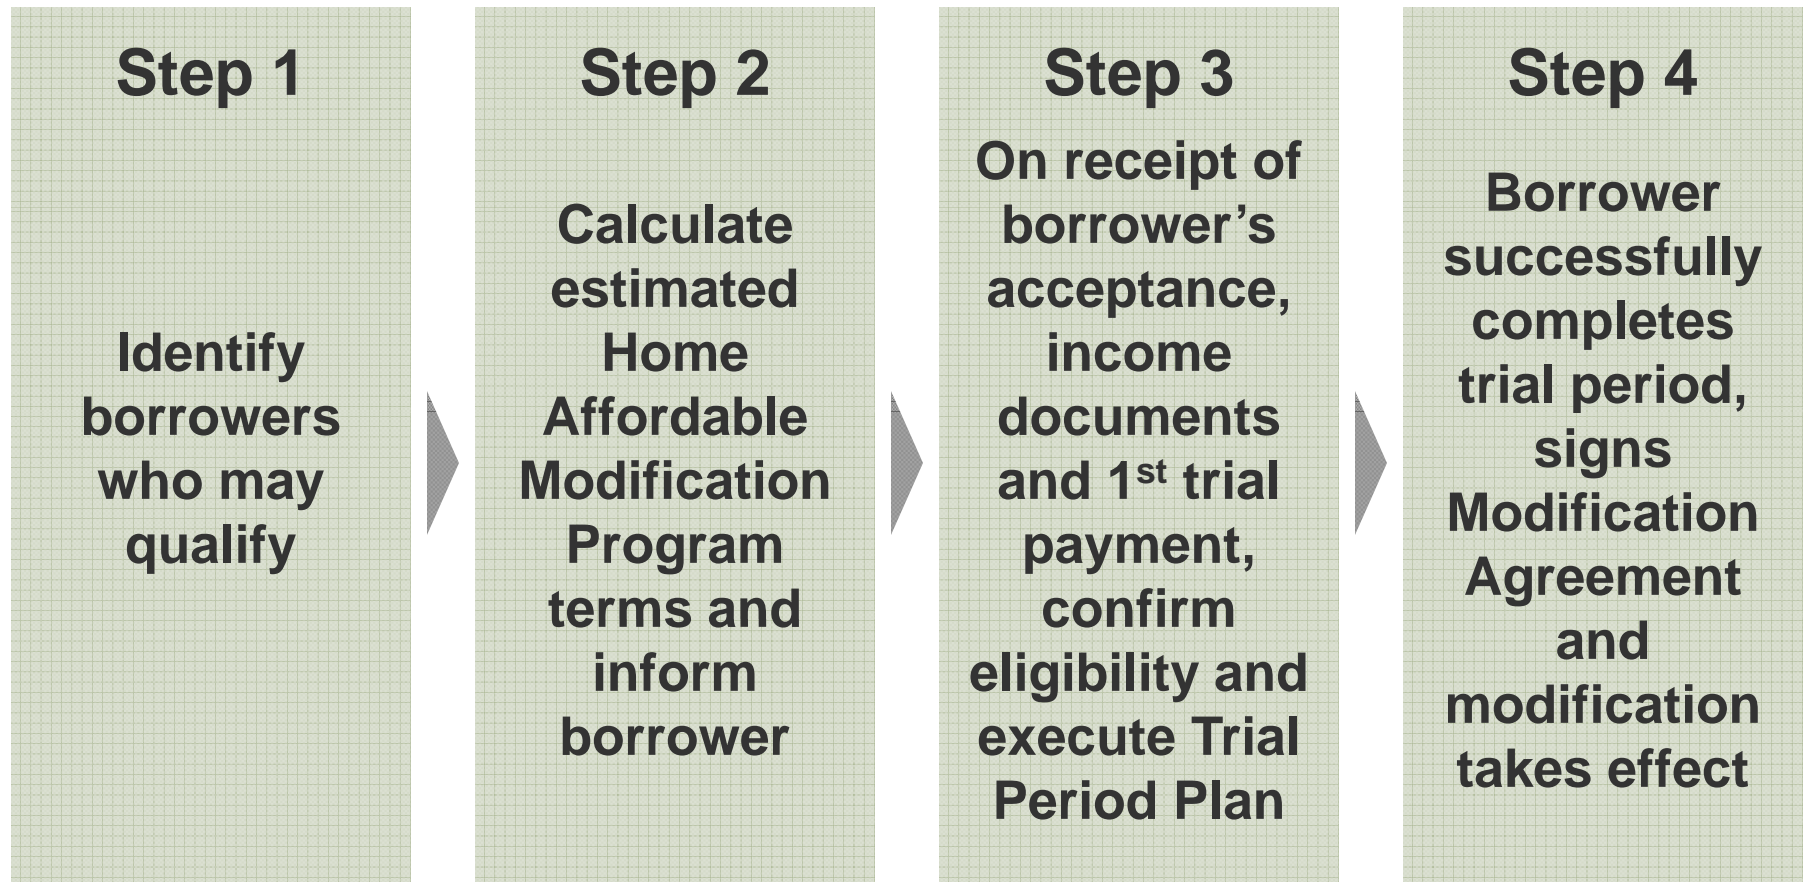 Step 1
Identify
borrowers
who may
qualify
Step 2
Calculate
estimated
Home
Affordable
Modification
Program
terms and
inform
borrower
Step 3
On receipt of
borrower’s
acceptance,
income
documents
and 1st trial
payment,
confirm
eligibility and
execute Trial
Period Plan
Step 4
Borrower
successfully
completes
trial period,
signs
Modification
Agreement
and
modification
takes effect